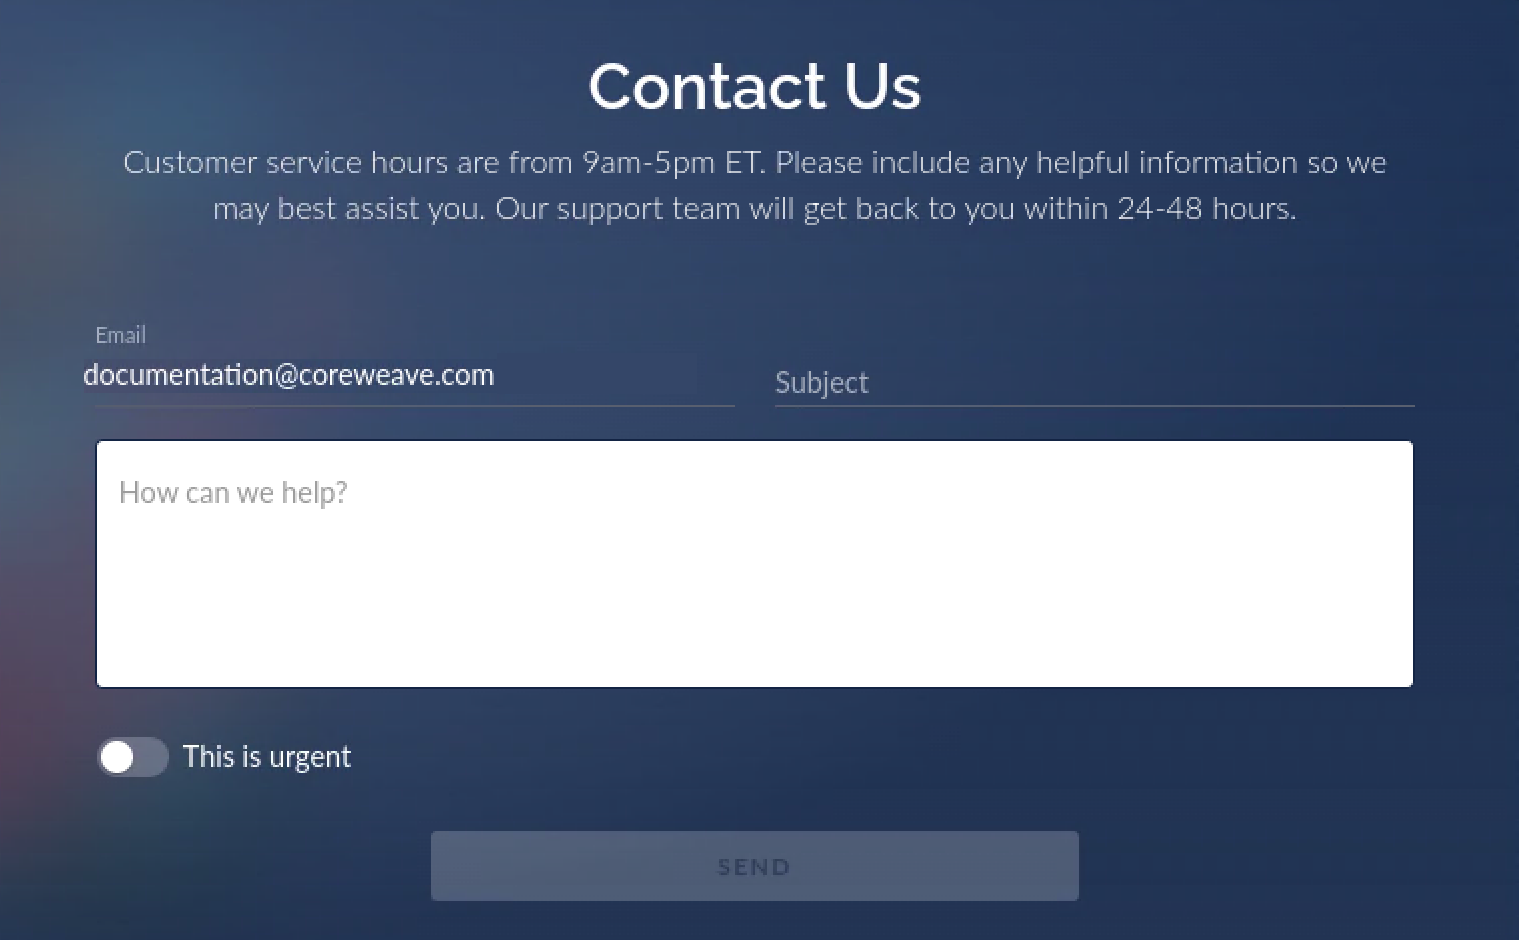 Contact Us
Customer service hours are from 9am-5pm ET. Please include any helpful information so we
may best assist you. Our support team will get back to you within 24-48 hours.
Email
documentation@coreweave.com
Subject
How can we help?
This is urgent
SEND